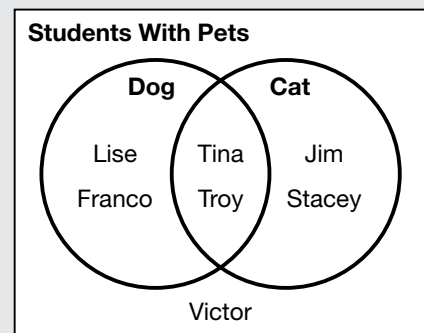 Students With Pets
Dog Cat
Lise Tina Jim
Franco Troy Stacey
Victor